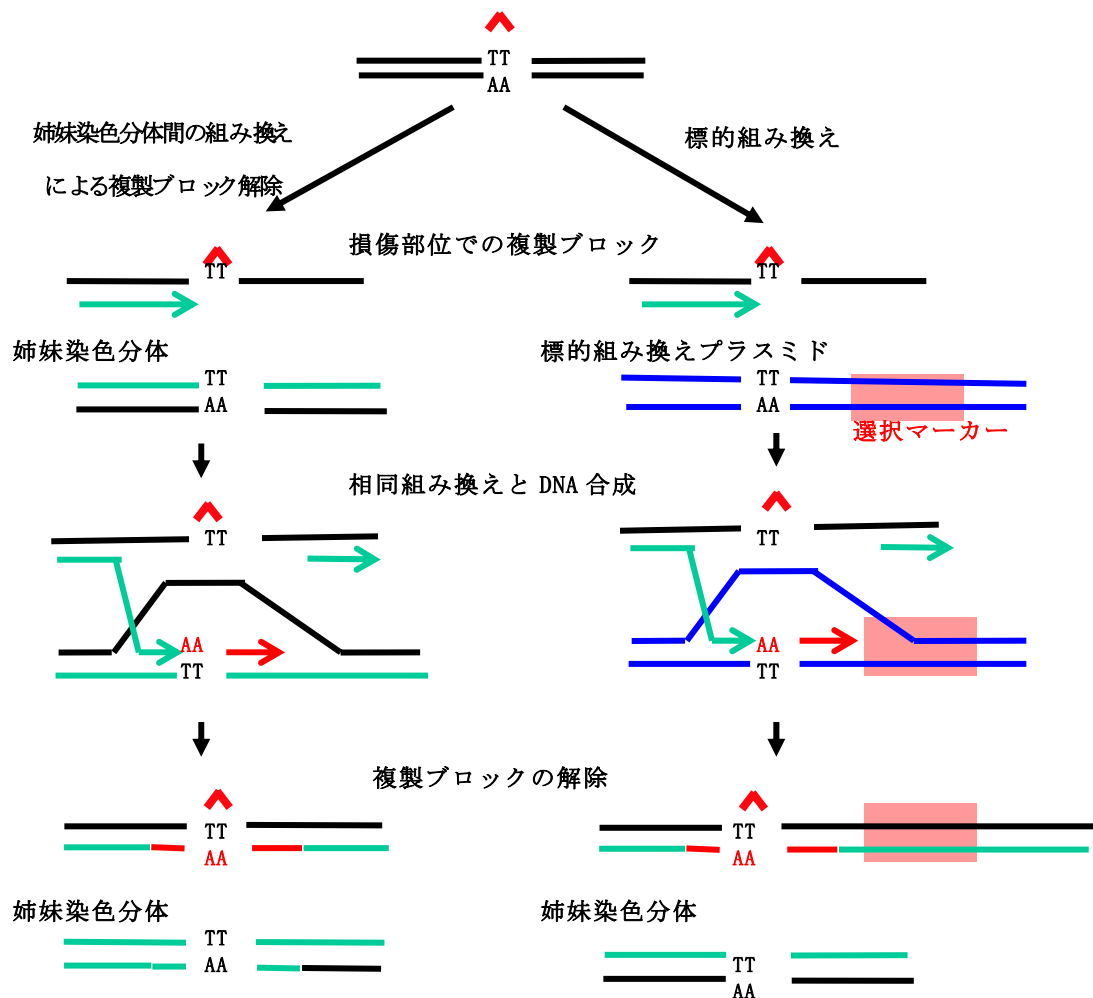 TT
AA
姉妹染色分体間の組み換え
による複製ブロック解除
標的組み換え
損傷部位での複製ブロック
TT
TT
姉妹染色分体
標的組み換えプラスミド
TT
AA
TT
AA
選択マーカー
相同組み換えと DNA 合成
TT
TT
AA
TT
AA
TT
複製ブロックの解除
TT
AA
TT
AA
姉妹染色分体
姉妹染色分体
TT
AA
TT
AA